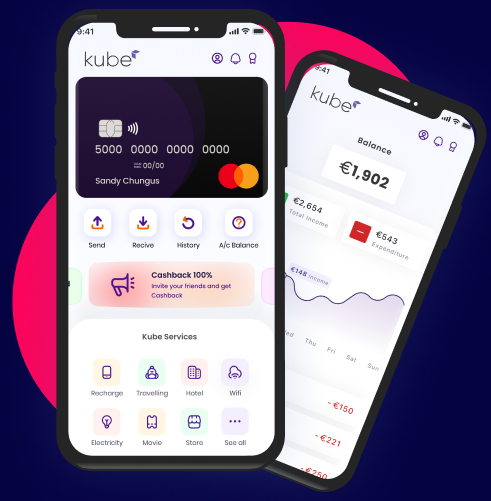 9:41
kube
5000 0000 0000 0000
00/00
Sandy Chungus
Send Recive History A/c Balance
Cashback 100%
Invite your friends and get
Cashback
Kube Services
Recharge Travelling Hotel Wifi
Electricity Movie Store See all
9:41
kube
Balance
€1,902
€2,654
Total Income
€543
Expenditure
€148 Income
Wed Thu Fri Sat Sun
- €150
- €221
- €250